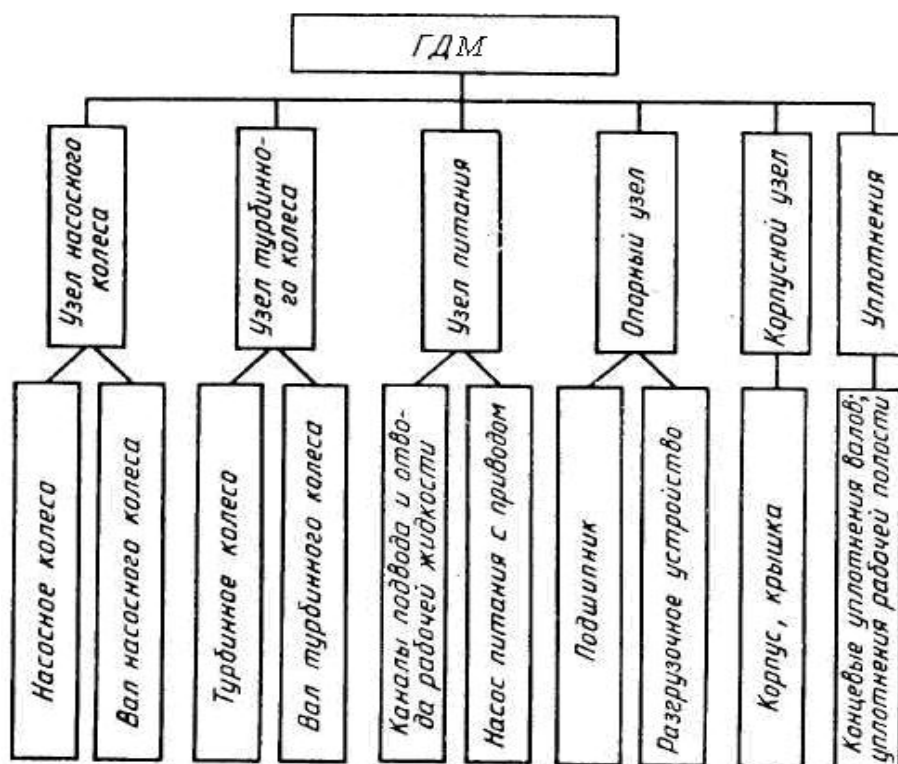 ГДМ
Узел насосного
колеса
Узел турбинно-
го колеса
Узел питания
Опорный узел
Корпусной узел
Уплотнения
Насосное колесо
Вал насосного колеса
Турбинное колесо
Вал турбинного колеса
Каналы подвода и отво-
да рабочей жидкости
Насос питания с приводом
Подшипник
Разгрузочное устройство
Корпус, крышка
Канцевые уплотнения валов;
уплотнения рабочей полости